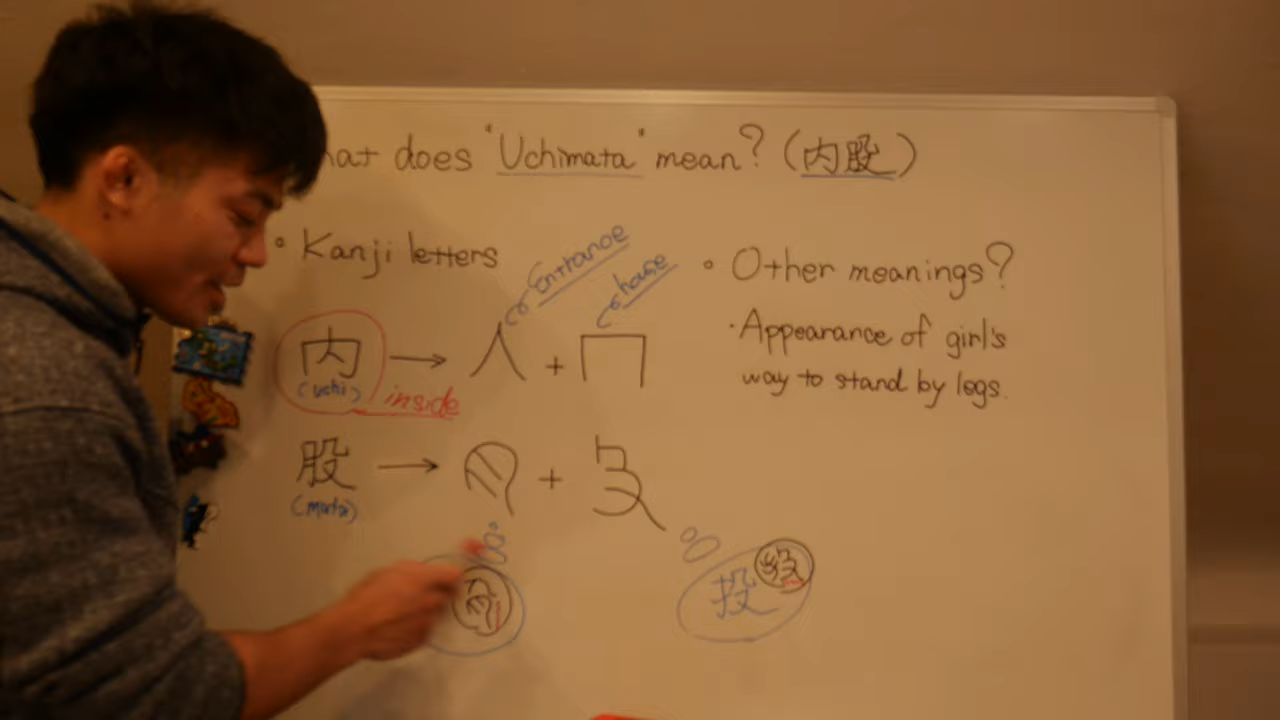 hat does "Uchimata" mean? (内股)
• Kanji letters
Entrance
house
内 → 人 + 冂
(uchi)
inside
股 → 月 + 殳
(mata)
投
• Other meanings?
·Appearance of girl's
way to stand by legs.